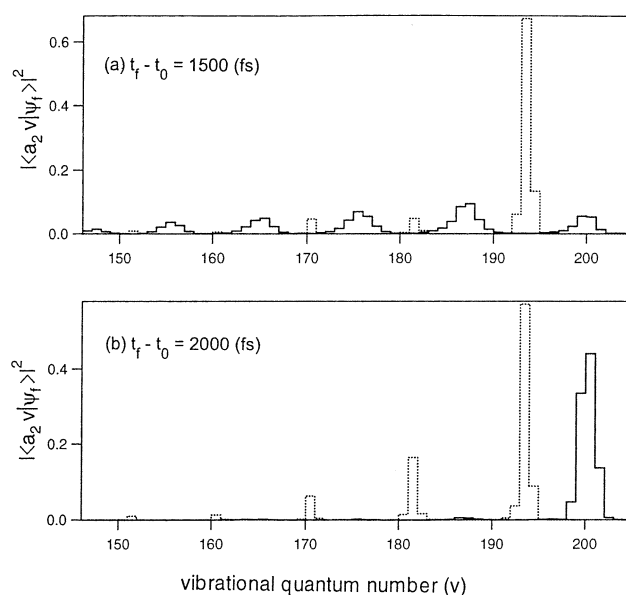 (a) t_f - t_0 = 1500 (fs)
|<a_2 v|ψ_f>|^2
0.6
0.4
0.2
0.0
150 160 170 180 190 200
(b) t_f - t_0 = 2000 (fs)
|<a_2 v|ψ_f>|^2
0.4
0.2
0.0
150 160 170 180 190 200
vibrational quantum number (v)